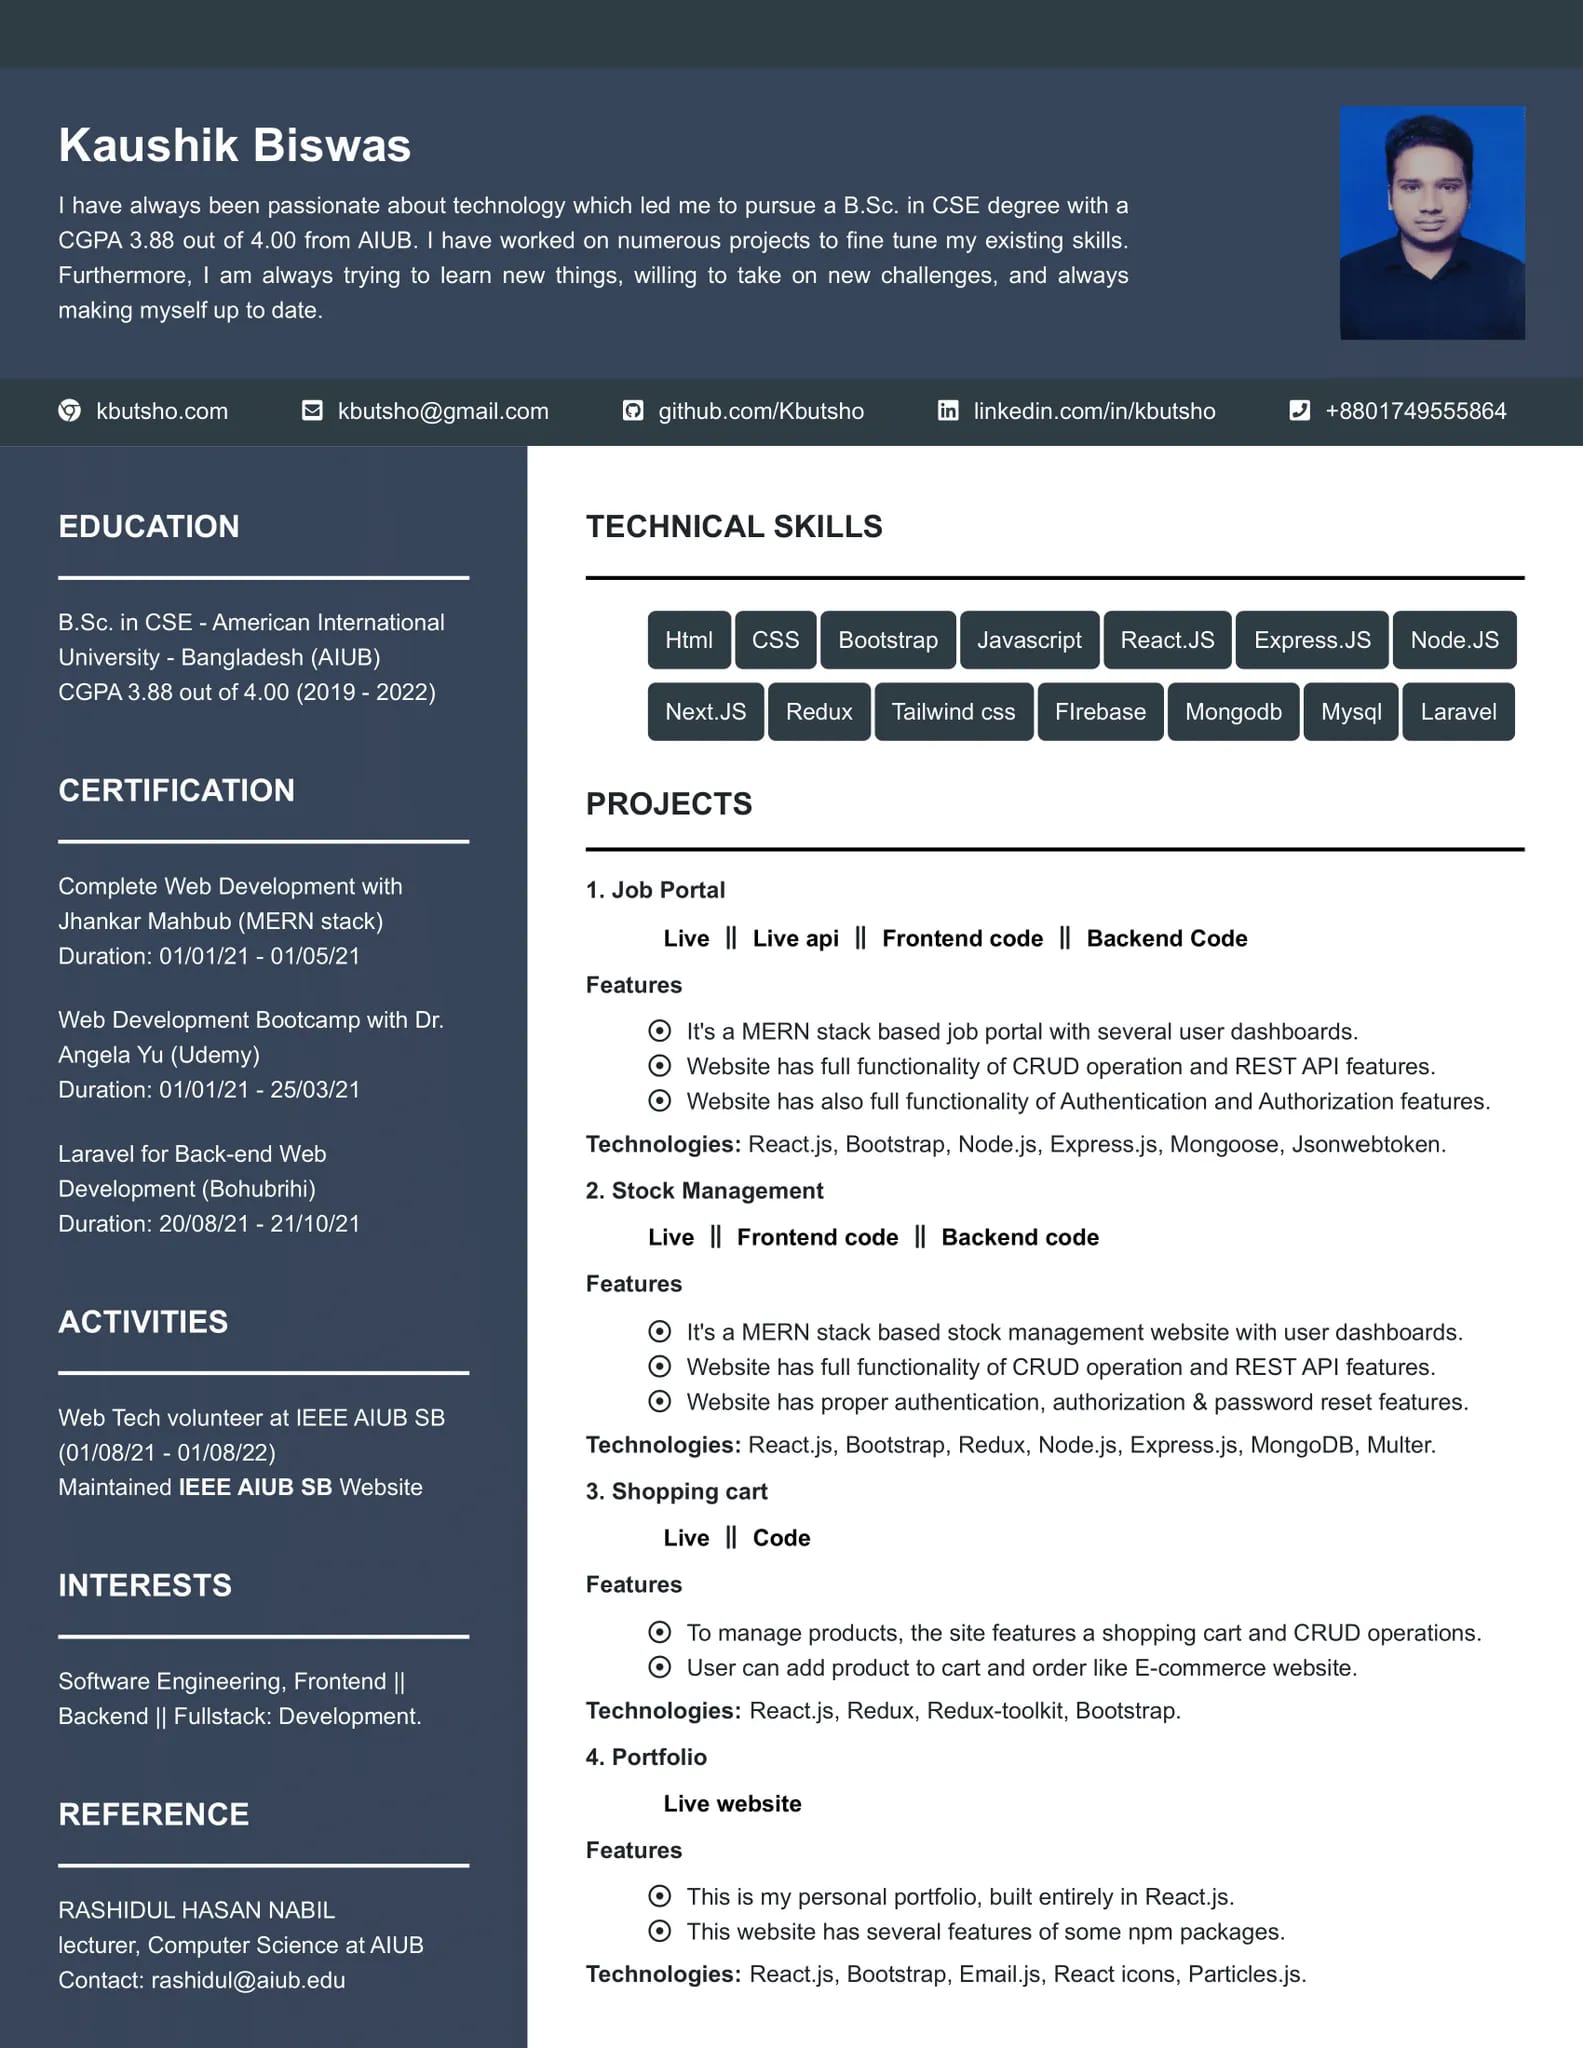 Kaushik Biswas
I have always been passionate about technology which led me to pursue a B.Sc. in CSE degree with a
CGPA 3.88 out of 4.00 from AIUB. I have worked on numerous projects to fine tune my existing skills.
Furthermore, I am always trying to learn new things, willing to take on new challenges, and always
making myself up to date.
kbutsho.com kbutsho@gmail.com github.com/Kbutsho linkedin.com/in/kbutsho +8801749555864
EDUCATION
B.Sc. in CSE - American International
University - Bangladesh (AIUB)
CGPA 3.88 out of 4.00 (2019 - 2022)
CERTIFICATION
Complete Web Development with
Jhankar Mahbub (MERN stack)
Duration: 01/01/21 - 01/05/21
Web Development Bootcamp with Dr.
Angela Yu (Udemy)
Duration: 01/01/21 - 25/03/21
Laravel for Back-end Web
Development (Bohubrihi)
Duration: 20/08/21 - 21/10/21
ACTIVITIES
Web Tech volunteer at IEEE AIUB SB
(01/08/21 - 01/08/22)
Maintained IEEE AIUB SB Website
INTERESTS
Software Engineering, Frontend ||
Backend || Fullstack: Development.
REFERENCE
RASHIDUL HASAN NABIL
lecturer, Computer Science at AIUB
Contact: rashidul@aiub.edu
TECHNICAL SKILLS
Html CSS Bootstrap Javascript React.JS Express.JS Node.JS
Next.JS Redux Tailwind css FIrebase Mongodb Mysql Laravel
PROJECTS
1. Job Portal
Live || Live api || Frontend code || Backend Code
Features
It's a MERN stack based job portal with several user dashboards.
Website has full functionality of CRUD operation and REST API features.
Website has also full functionality of Authentication and Authorization features.
Technologies: React.js, Bootstrap, Node.js, Express.js, Mongoose, Jsonwebtoken.
2. Stock Management
Live || Frontend code || Backend code
Features
It's a MERN stack based stock management website with user dashboards.
Website has full functionality of CRUD operation and REST API features.
Website has proper authentication, authorization & password reset features.
Technologies: React.js, Bootstrap, Redux, Node.js, Express.js, MongoDB, Multer.
3. Shopping cart
Live || Code
Features
To manage products, the site features a shopping cart and CRUD operations.
User can add product to cart and order like E-commerce website.
Technologies: React.js, Redux, Redux-toolkit, Bootstrap.
4. Portfolio
Live website
Features
This is my personal portfolio, built entirely in React.js.
This website has several features of some npm packages.
Technologies: React.js, Bootstrap, Email.js, React icons, Particles.js.